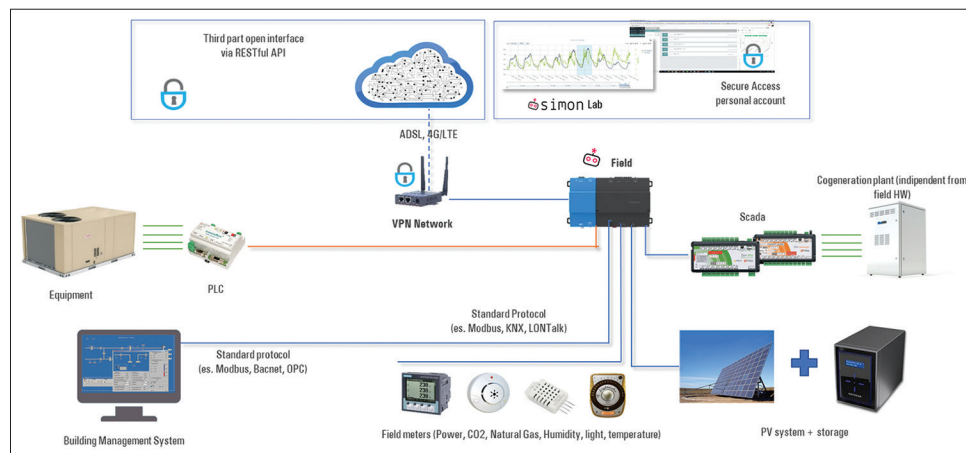 Third part open interface
via RESTful API
simon Lab
Secure Access
personal account
ADSL, 4G/LTE
VPN Network
Field
Cogeneration plant (indipendent from
field HW)
Scada
Equipment
PLC
Standard Protocol
(es. Modbus, KNX, LONTalk)
Standard protocol
(es. Modbus, Bacnet, OPC)
Building Management System
Field meters (Power, CO2, Natural Gas, Humidity, light, temperature)
PV system + storage